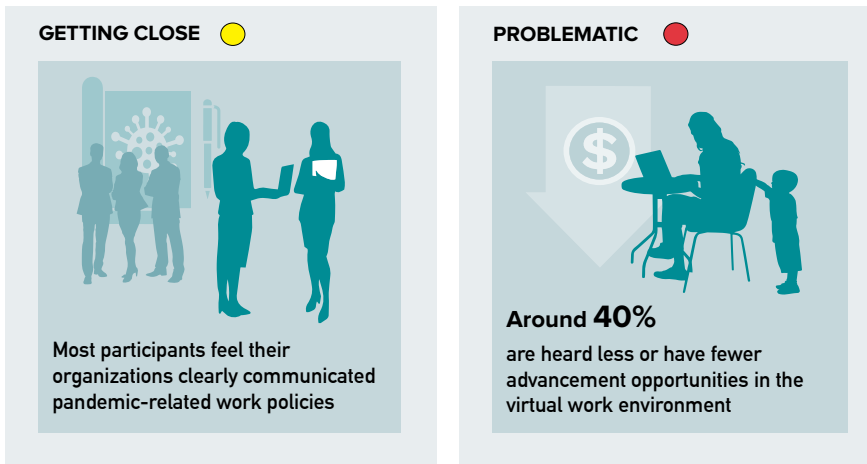 GETTING CLOSE
Most participants feel their
organizations clearly communicated
pandemic-related work policies
PROBLEMATIC
$
Around 40%
are heard less or have fewer
advancement opportunities in the
virtual work environment